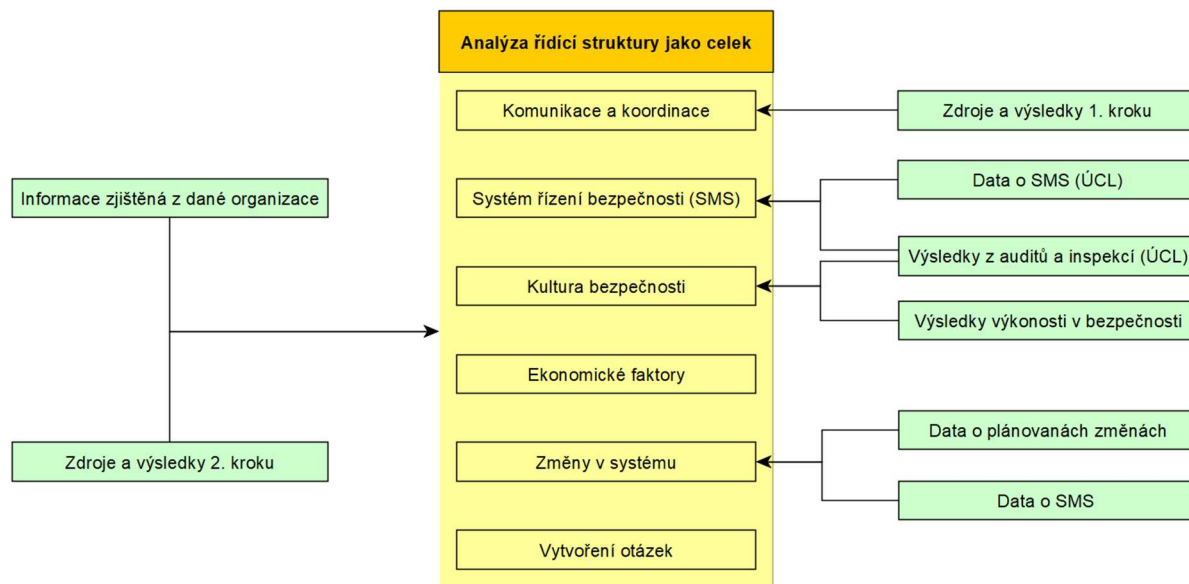 Analýza řídící struktury jako celek
Komunikace a koordinace
Zdroje a výsledky 1. kroku
Data o SMS (ÚCL)
Informace zjištěná z dané organizace
Systém řízení bezpečnosti (SMS)
Výsledky z auditů a inspekcí (ÚCL)
Kultura bezpečnosti
Výsledky výkonosti v bezpečnosti
Ekonomické faktory
Data o plánovanách změnách
Zdroje a výsledky 2. kroku
Změny v systému
Data o SMS
Vytvoření otázek